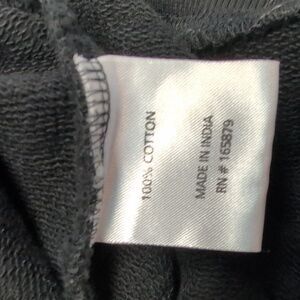 100% COTTON
MADE IN INDIA
RN # 165879